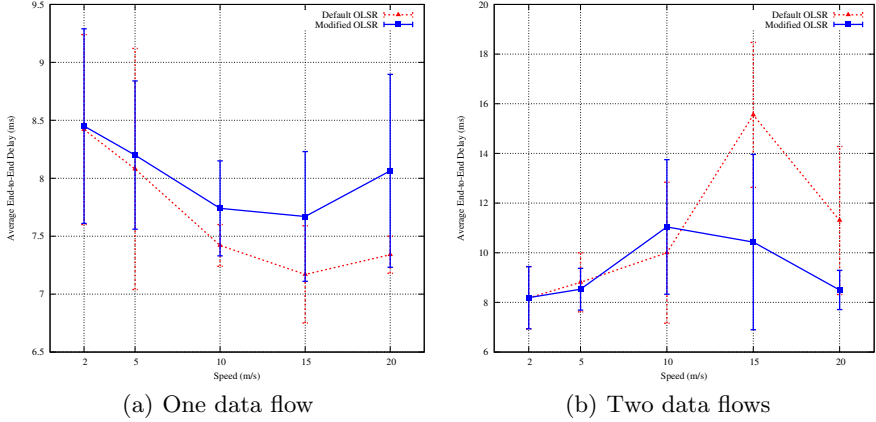 9.5
9
8.5
8
7.5
7
6.5
Average End-to-End Delay (ms)
Default OLSR
Modified OLSR
2 5 10 15 20
Speed (m/s)
(a) One data flow
20
18
16
14
12
10
8
6
Average End-to-End Delay (ms)
Default OLSR
Modified OLSR
2 5 10 15 20
Speed (m/s)
(b) Two data flows